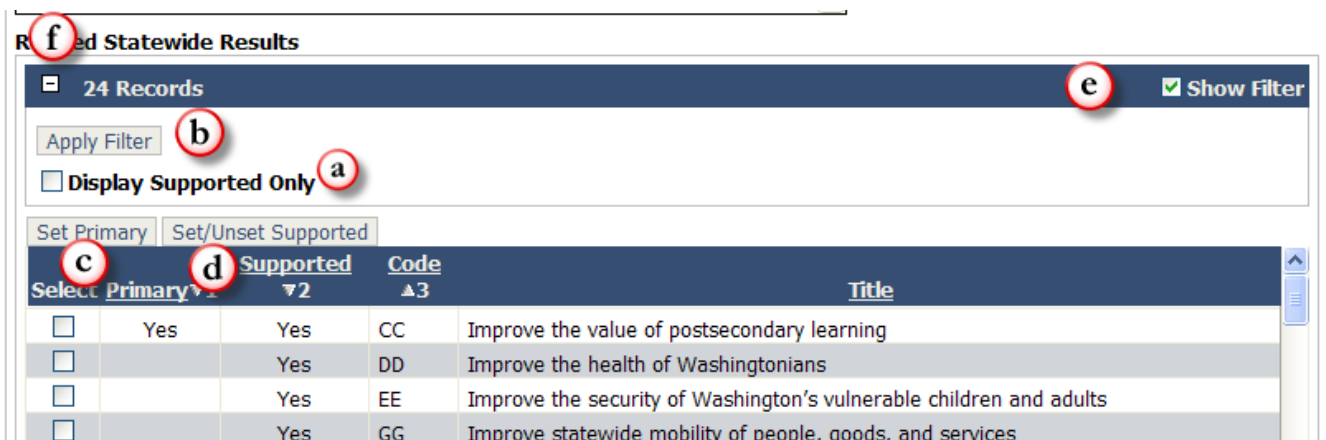 f
ed Statewide Results
24 Records
e
Show Filter
Apply Filter
b
Display Supported Only
a
Set Primary Set/Unset Supported
c
d
Select Primary Supported Code Title
2 3
Yes Yes CC Improve the value of postsecondary learning
Yes DD Improve the health of Washingtonians
Yes EE Improve the security of Washington’s vulnerable children and adults
Yes GG Improve statewide mobility of people, goods, and services